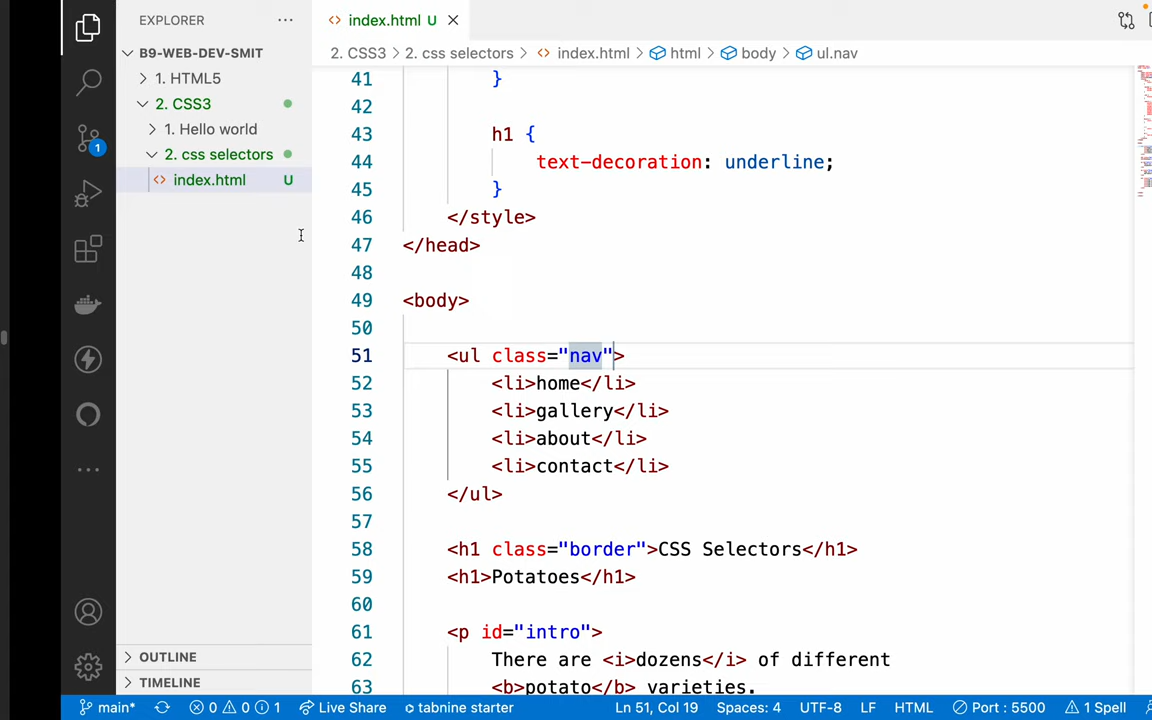 EXPLORER
B9-WEB-DEV-SMIT
1. HTML5
2. CSS3
1. Hello world
2. css selectors
index.html U
1
index.html U
2. CSS3 > 2. css selectors > index.html > html > body > ul.nav
41 }
42
43 h1 {
44 text-decoration: underline;
45 }
46 </style>
47 </head>
48
49 <body>
50
51 <ul class="nav">
52 <li>home</li>
53 <li>gallery</li>
54 <li>about</li>
55 <li>contact</li>
56 </ul>
57
58 <h1 class="border">CSS Selectors</h1>
59 <h1>Potatoes</h1>
60
61 <p id="intro">
62 There are <i>dozens</i> of different
63 <b>potato</b> varieties.
OUTLINE
TIMELINE
main* 0 0 1 Live Share tabnine starter Ln 51, Col 19 Spaces: 4 UTF-8 LF HTML Port : 5500 1 Spell